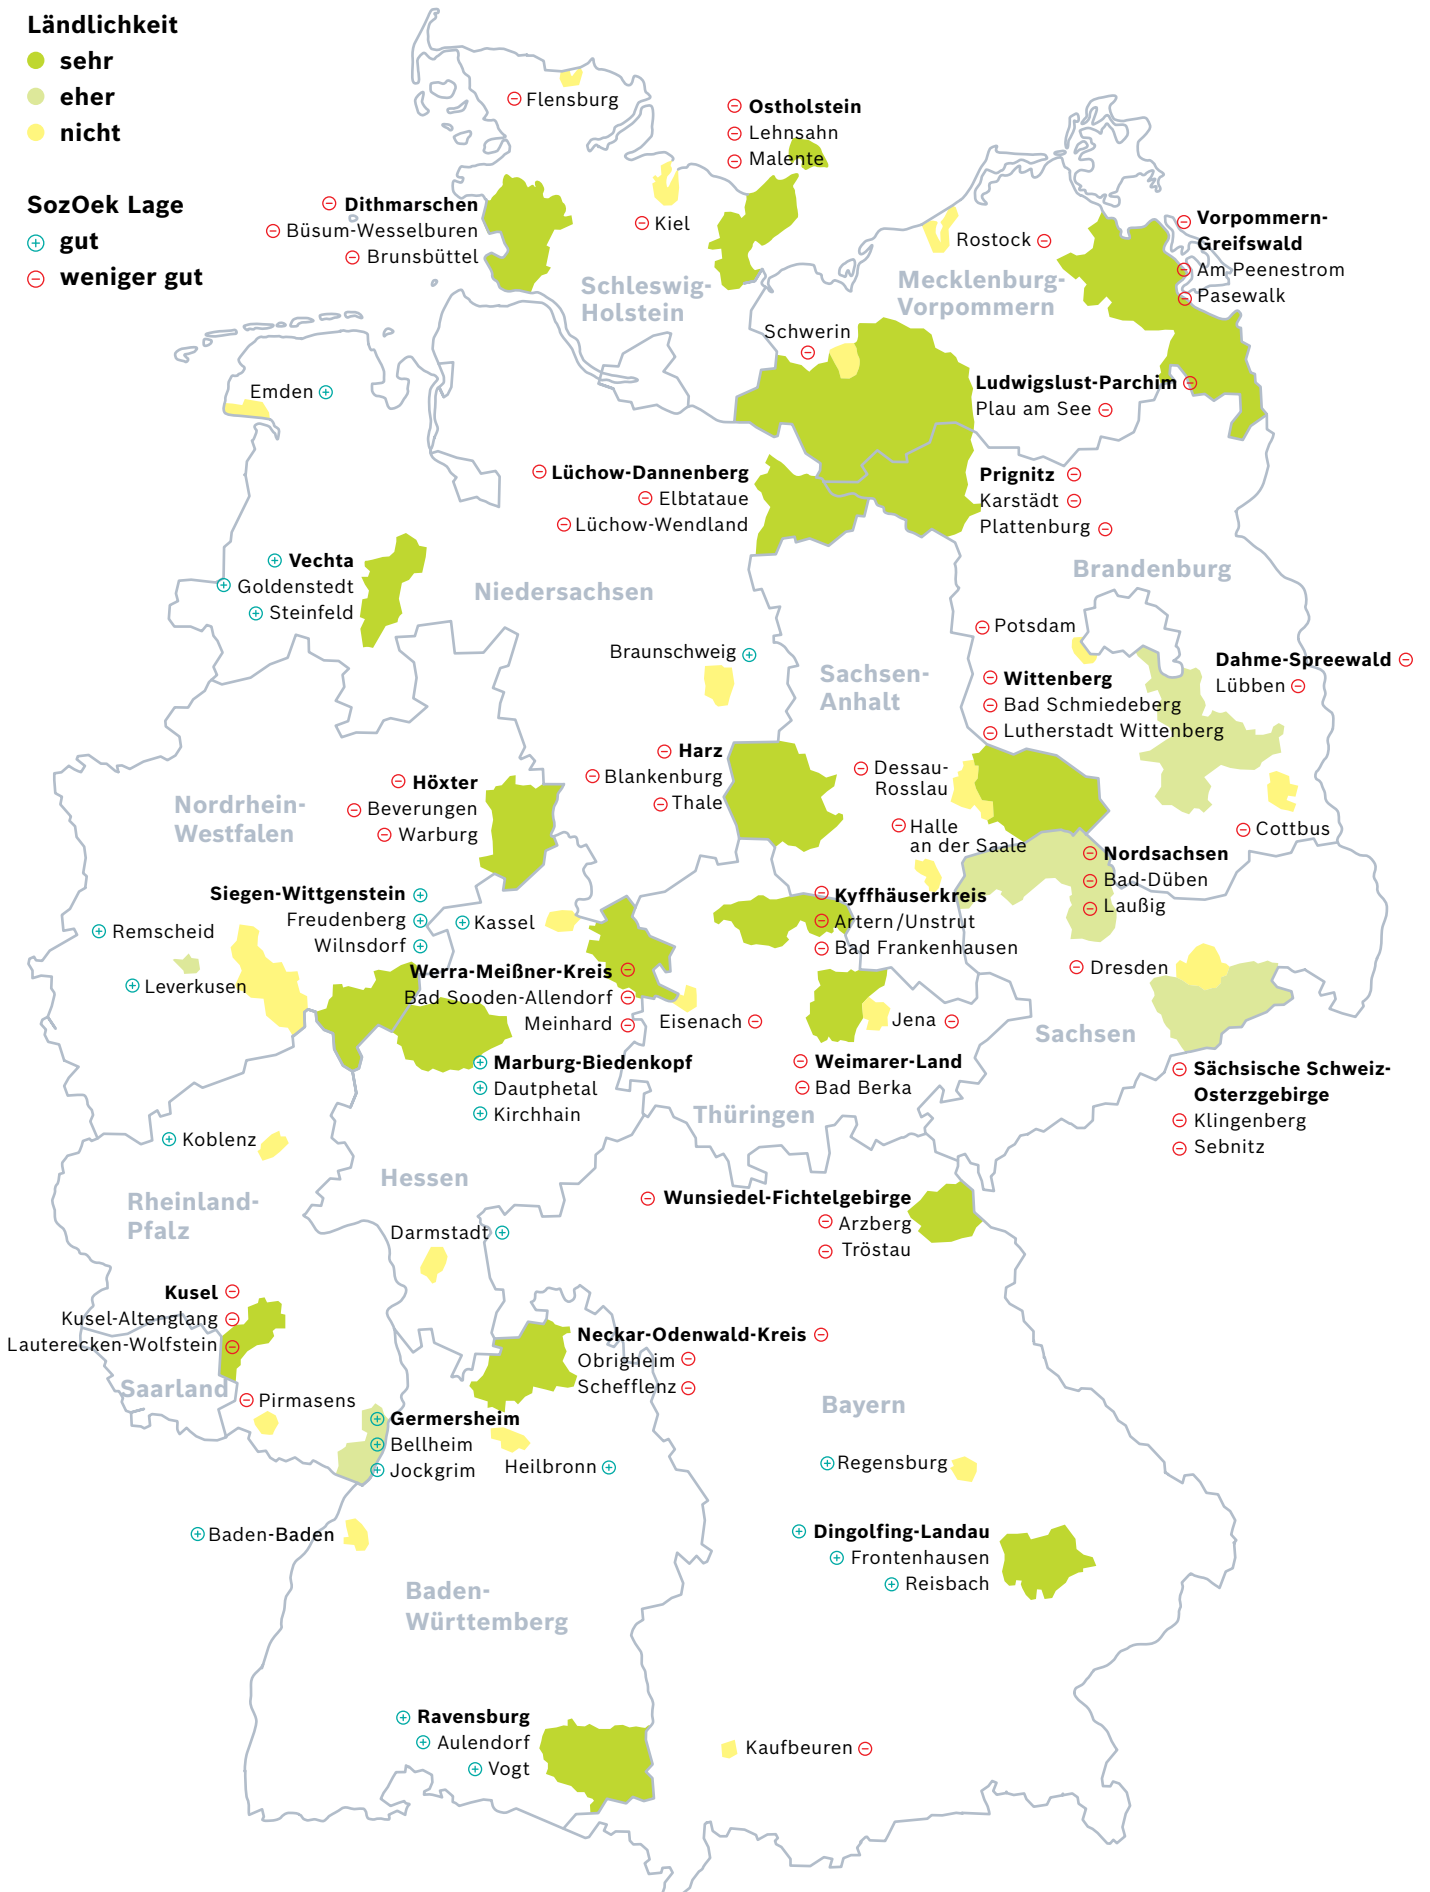 Ländlichkeit
sehr
eher
nicht
SozOek Lage
gut
weniger gut
Flensburg
Ostholstein
Lehnsahn
Malente
Dithmarschen
Büsum-Wesselburen
Brunsbüttel
Kiel
Rostock
Vorpommern-
Greifswald
Am Peenestrom
Pasewalk
Schleswig-
Holstein
Mecklenburg-
Vorpommern
Schwerin
Ludwigslust-Parchim
Plau am See
Emden
Lüchow-Dannenberg
Elbtataue
Lüchow-Wendland
Prignitz
Karstädt
Plattenburg
Vechta
Goldenstedt
Steinfeld
Niedersachsen
Brandenburg
Potsdam
Braunschweig
Sachsen-
Anhalt
Dahme-Spreewald
Lübben
Wittenberg
Bad Schmiedeberg
Lutherstadt Wittenberg
Harz
Blankenburg
Thale
Dessau-
Rosslau
Höxter
Beverungen
Warburg
Nordrhein-
Westfalen
Halle
an der Saale
Cottbus
Nordsachsen
Bad-Düben
Laußig
Siegen-Wittgenstein
Freudenberg
Wilnsdorf
Kassel
Kyffhäuserkreis
Artern/Unstrut
Bad Frankenhausen
Remscheid
Leverkusen
Werra-Meißner-Kreis
Bad Sooden-Allendorf
Meinhard
Eisenach
Jena
Dresden
Sachsen
Marburg-Biedenkopf
Dautphetal
Kirchhain
Weimarer-Land
Bad Berka
Sächsische Schweiz-
Osterzgebirge
Klingenberg
Sebnitz
Thüringen
Koblenz
Hessen
Rheinland-
Pfalz
Wunsiedel-Fichtelgebirge
Arzberg
Tröstau
Darmstadt
Kusel
Kusel-Altenglang
Lauterecken-Wolfstein
Neckar-Odenwald-Kreis
Obrigheim
Schefflenz
Saarland
Pirmasens
Bayern
Germersheim
Bellheim
Jockgrim
Heilbronn
Regensburg
Baden-Baden
Dingolfing-Landau
Frontenhausen
Reisbach
Baden-
Württemberg
Ravensburg
Aulendorf
Vogt
Kaufbeuren